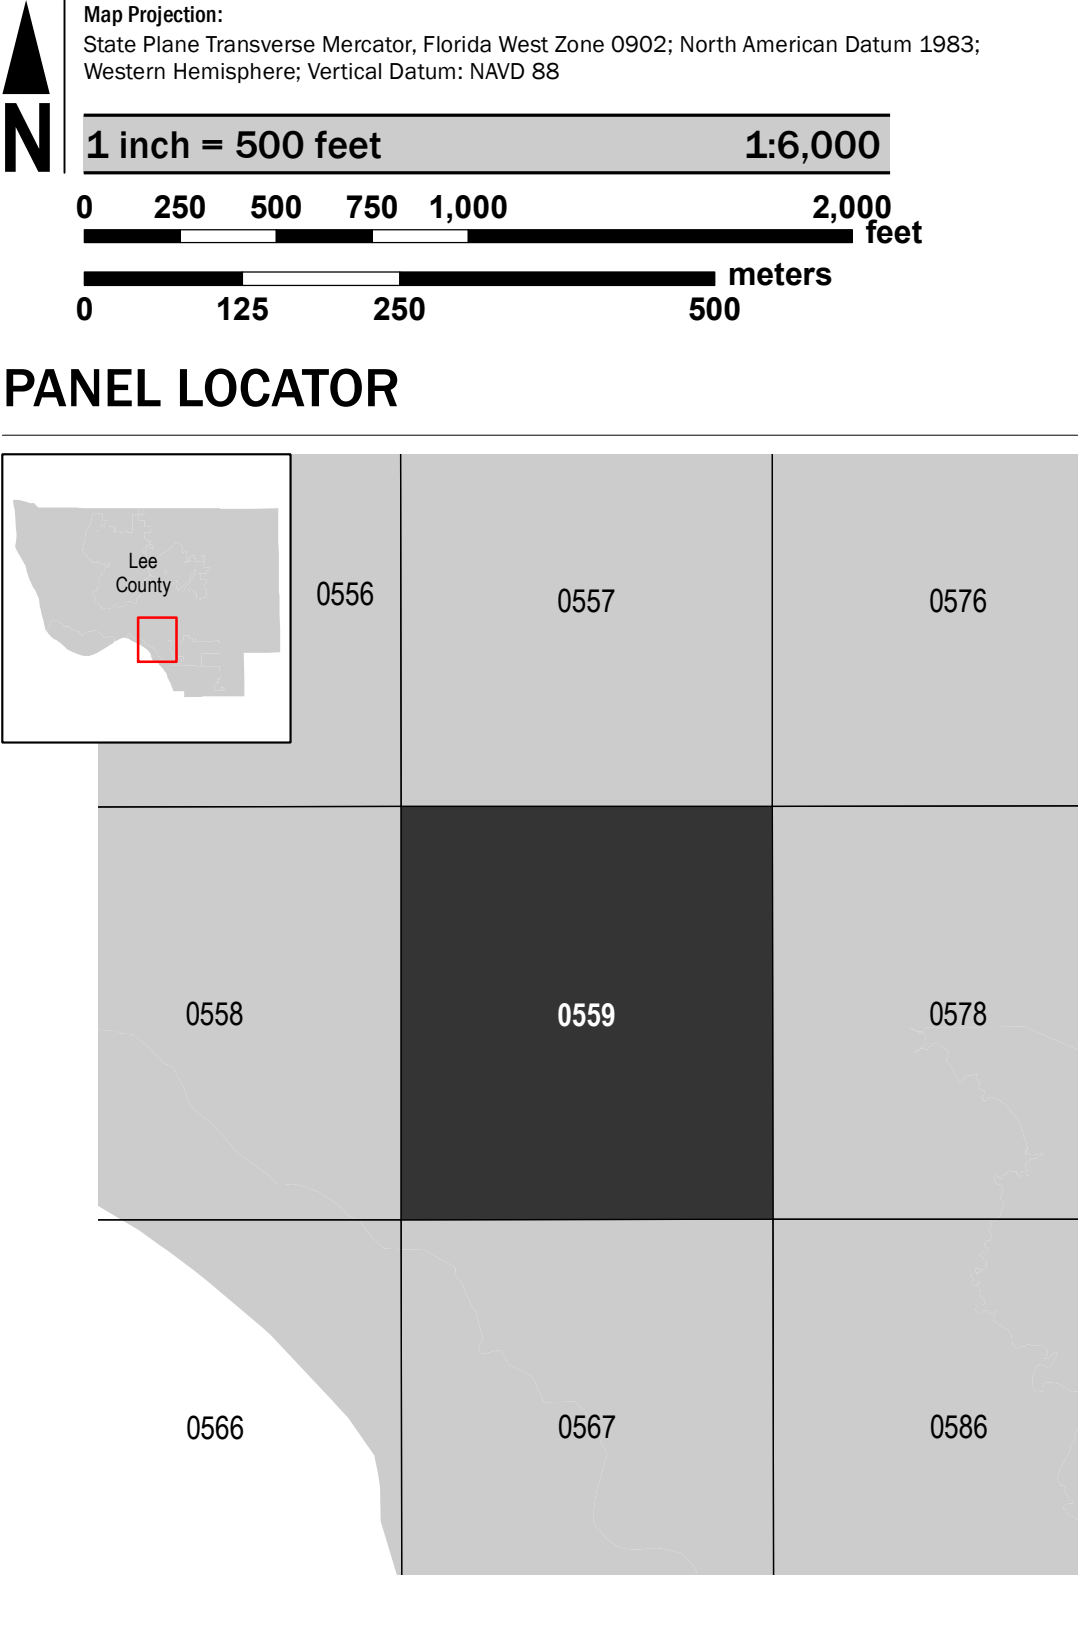 Map Projection:
State Plane Transverse Mercator, Florida West Zone 0902; North American Datum 1983;
Western Hemisphere; Vertical Datum: NAVD 88
N
1 inch = 500 feet 1:6,000
0 250 500 750 1,000 2,000
feet
meters
0 125 250 500
PANEL LOCATOR
Lee
County
0556 0557 0576
0558 0559 0578
0566 0567 0586